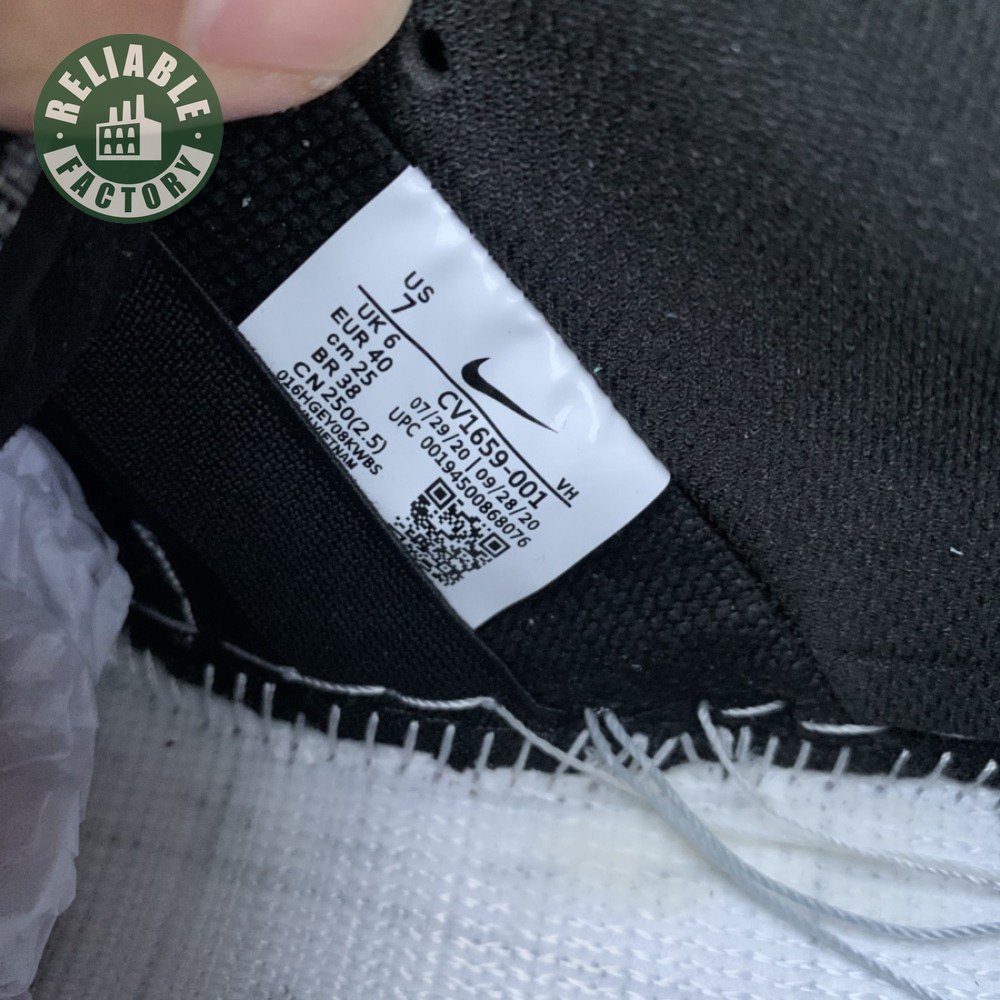 RELIABLE
FACTORY
US
7
UK 6
EUR 40
cm 25
BR 38
CN 250(2.5)
016HGEY08KWBS
VIETNAM
CV1659-001
VH
07/29/20 | 09/28/20
UPC 00194500868076